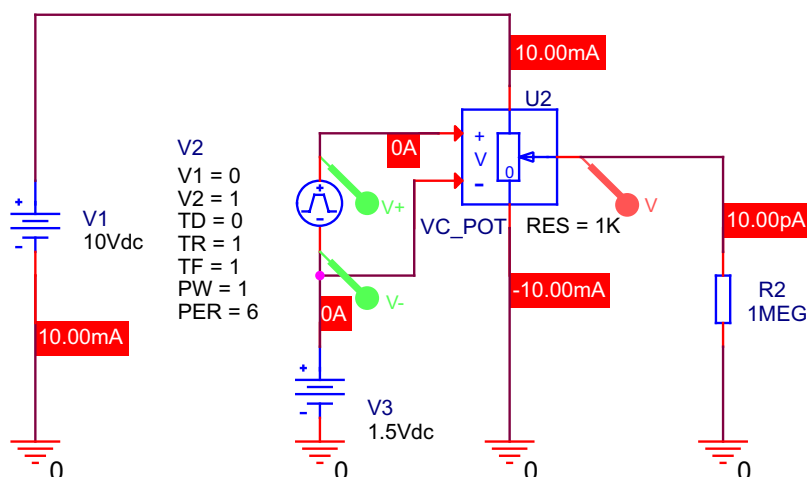 10.00mA
U2
V2
V1 = 0
V2 = 1
TD = 0
TR = 1
TF = 1
PW = 1
PER = 6
0A
+
V
-
0
+
-
V+
V
+
-
V1
10Vdc
VC_POT
RES = 1K
10.00pA
V-
0A
-10.00mA
R2
1MEG
10.00mA
+
-
V3
1.5Vdc
0
0
0
0